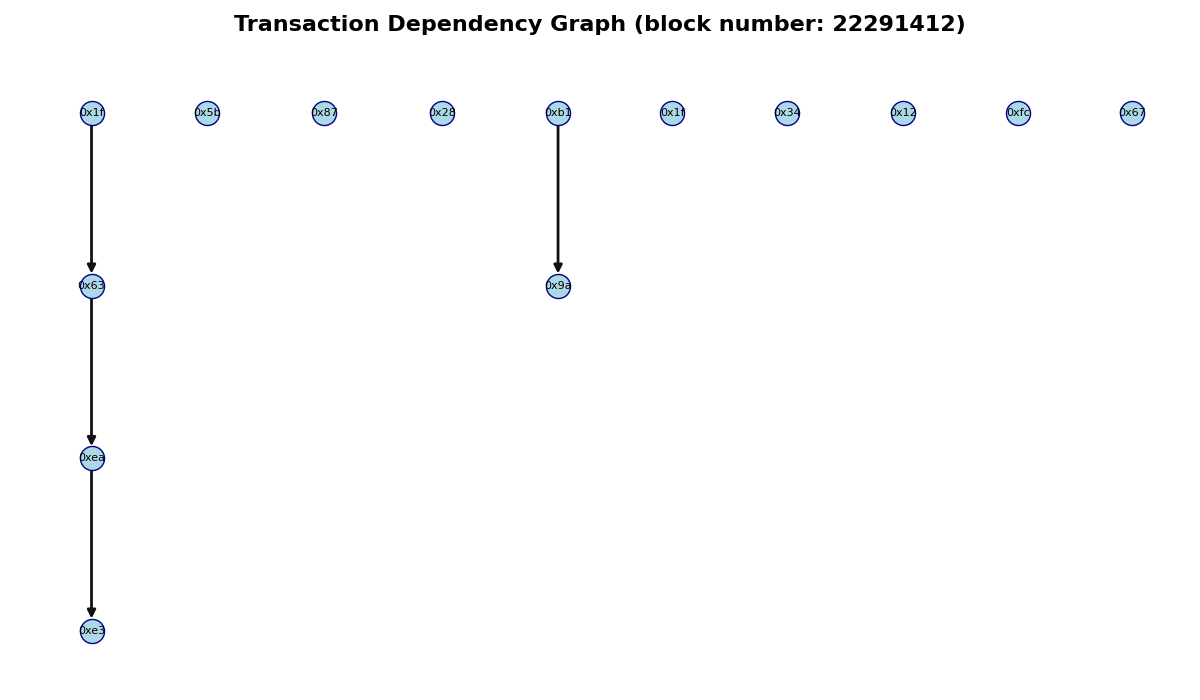 Transaction Dependency Graph (block number: 22291412)
0x1f 0x5b 0x87 0x28 0xb1 0x1f 0x34 0x12 0xfc 0x67
0x63 0x9a
0xea
0xe3